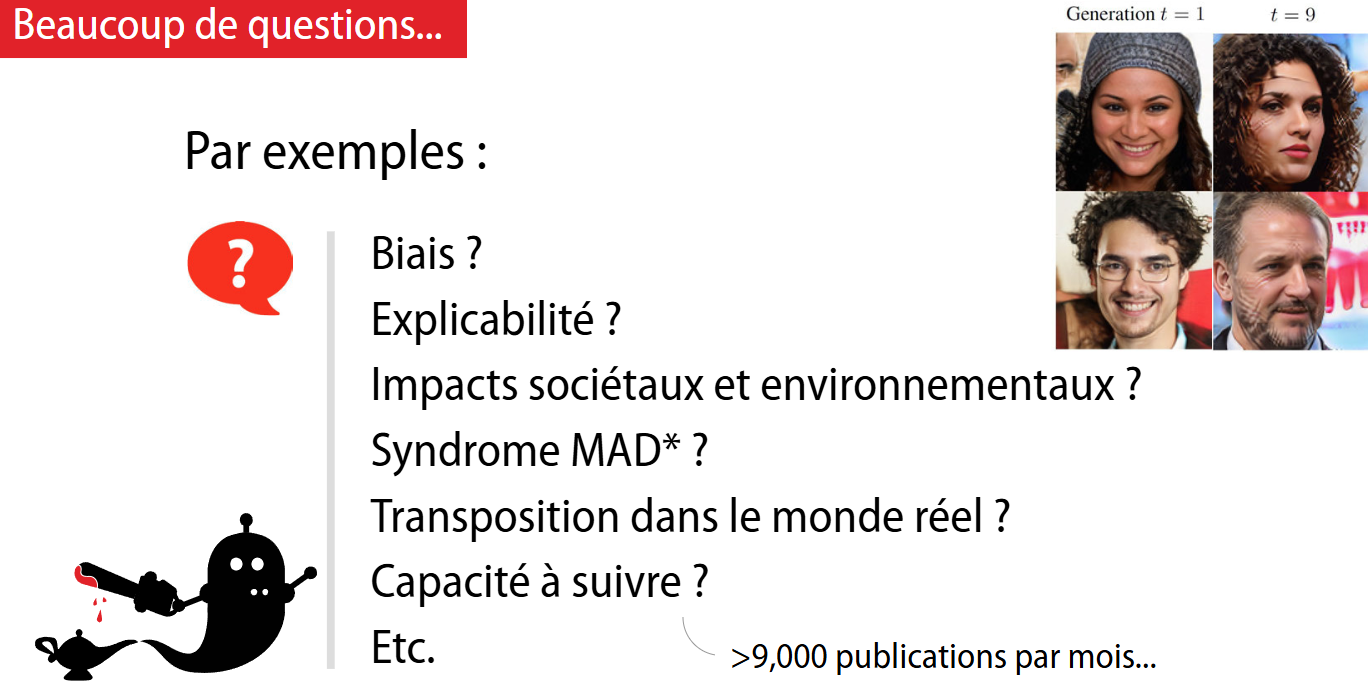 Beaucoup de questions...
Generation t = 1 t = 9
Par exemples :
?
Biais ?
Explicabilité ?
Impacts sociétaux et environnementaux ?
Syndrome MAD* ?
Transposition dans le monde réel ?
Capacité à suivre ?
Etc.
>9,000 publications par mois...